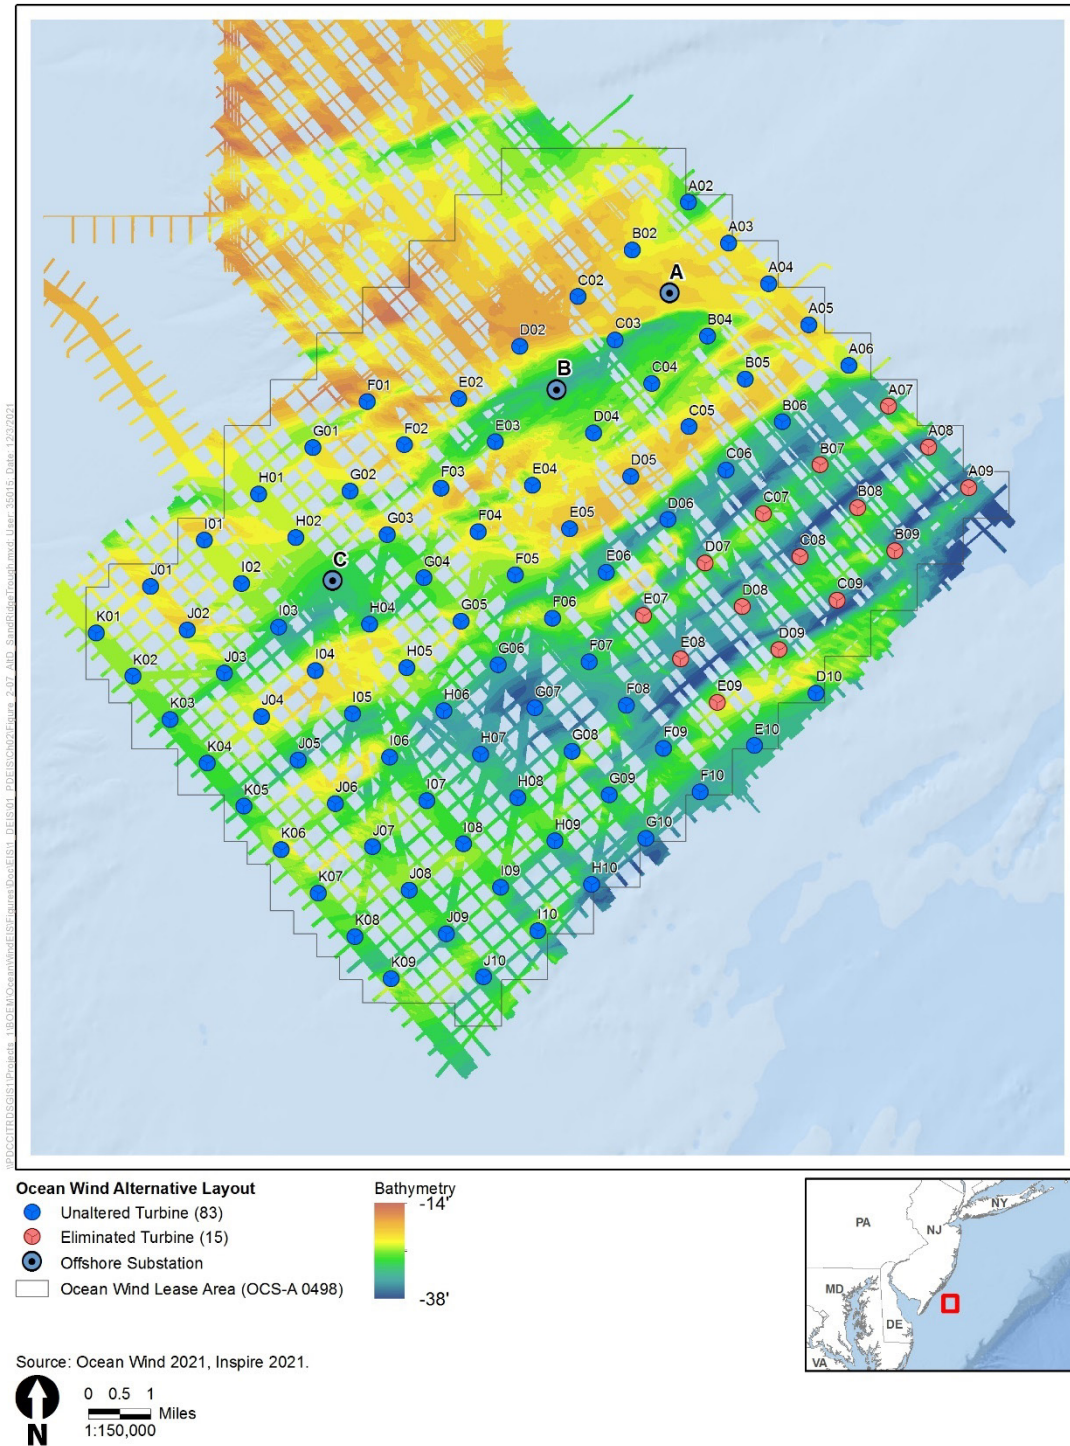 A02
A03
B02
A
A04
C02
A05
C03
B04
D02
A06
B
C04
B05
F01
E02
A07
C05
B06
D04
G01
F02
E03
A08
B07
C06
D05
E04
A09
H01
G02
F03
B08
C07
D06
I01
H02
G03
F04
E05
B09
C08
D07
E06
C
J01
I02
G04
F05
C09
D08
E07
F06
G05
H04
I03
J02
K01
D09
E08
F07
G06
H05
I04
J03
K02
D10
E09
F08
G07
H06
I05
J04
K03
E10
F09
G08
H07
I06
J05
K04
F10
G09
H08
I07
J06
K05
G10
H09
I08
J07
K06
H10
I09
J08
K07
I10
J09
K08
J10
K09
Ocean Wind Alternative Layout
Unaltered Turbine (83)
Eliminated Turbine (15)
Offshore Substation
Ocean Wind Lease Area (OCS-A 0498)
Bathymetry
-14'
-38'
NY
PA
NJ
MD
DE
VA
Source: Ocean Wind 2021, Inspire 2021.
N
0 0.5 1
Miles
1:150,000